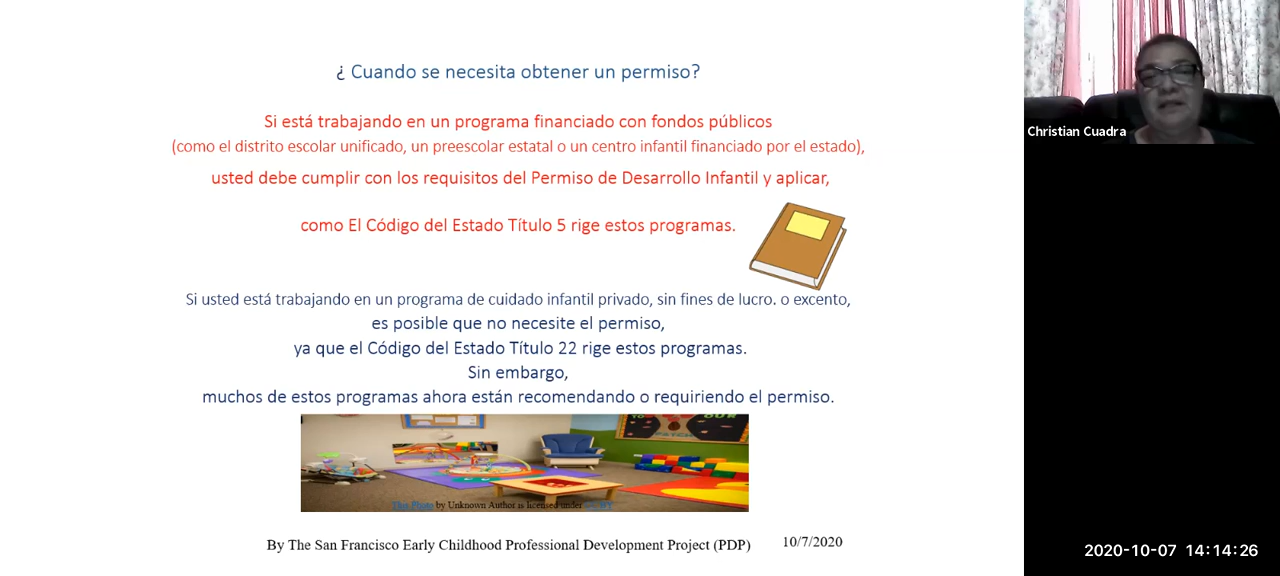 ¿ Cuando se necesita obtener un permiso?
Si está trabajando en un programa financiado con fondos públicos
(como el distrito escolar unificado, un preescolar estatal o un centro infantil financiado por el estado),
usted debe cumplir con los requisitos del Permiso de Desarrollo Infantil y aplicar,
como El Código del Estado Título 5 rige estos programas.
Si usted está trabajando en un programa de cuidado infantil privado, sin fines de lucro. o excento,
es posible que no necesite el permiso,
ya que el Código del Estado Título 22 rige estos programas.
Sin embargo,
muchos de estos programas ahora están recomendando o requiriendo el permiso.
This Photo by Unknown Author is licensed under CC BY
By The San Francisco Early Childhood Professional Development Project (PDP)
10/7/2020
Christian Cuadra
2020-10-07 14:14:26